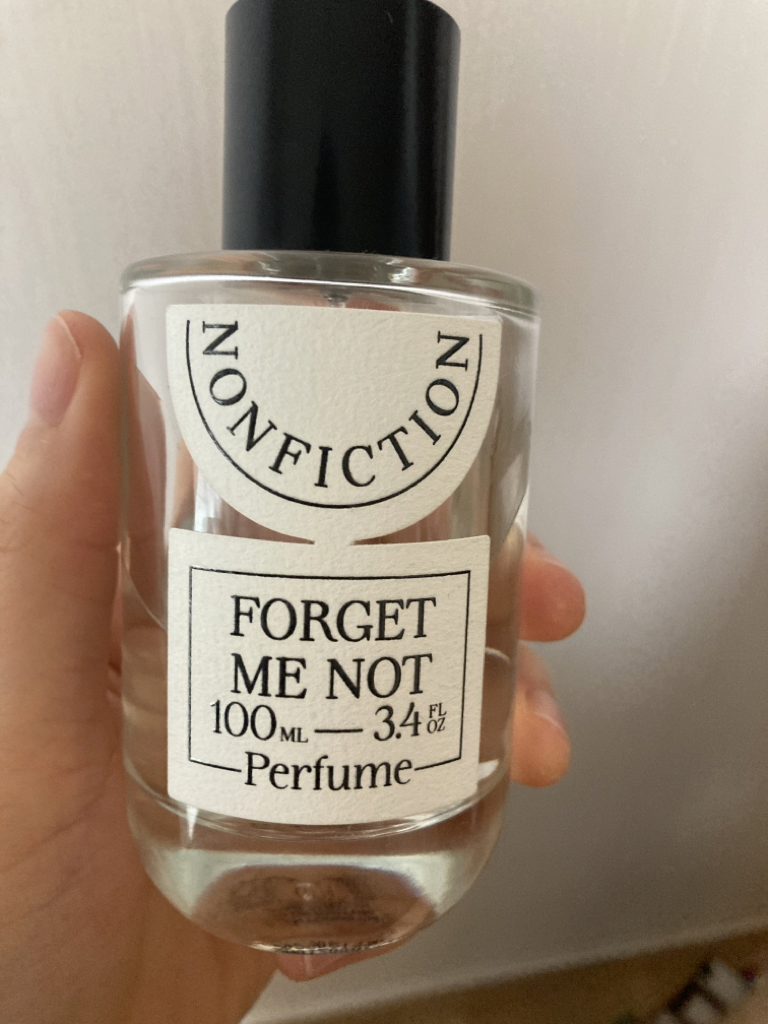 NONFICTION
FORGET
ME NOT
100ML — 3.4 FL OZ
Perfume